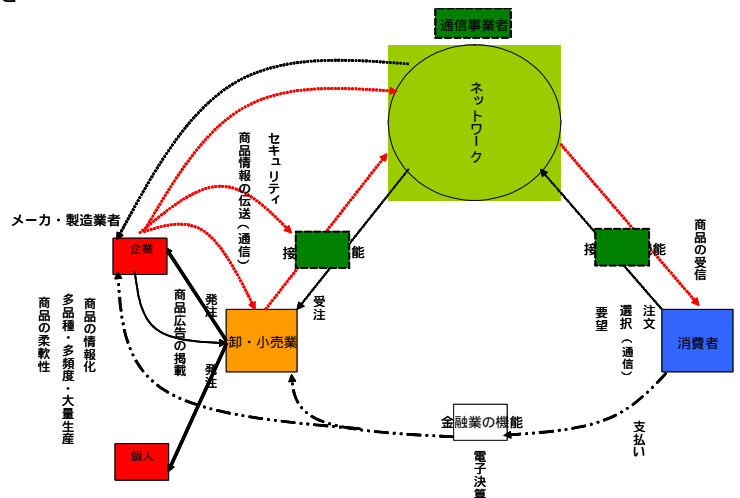 通信事業者
ネットワーク
セキュリティ
商品情報の伝送（通信）
メーカ・製造業者
企業
接
能
接
能
商品の受信
商品の情報化
多品種・多頻度・大量生産
商品の柔軟性
商品広告の掲載
発注
発注
受注
卸・小売業
注文
選択（通信）
要望
消費者
個人
金融業の機能
電子決算
支払い